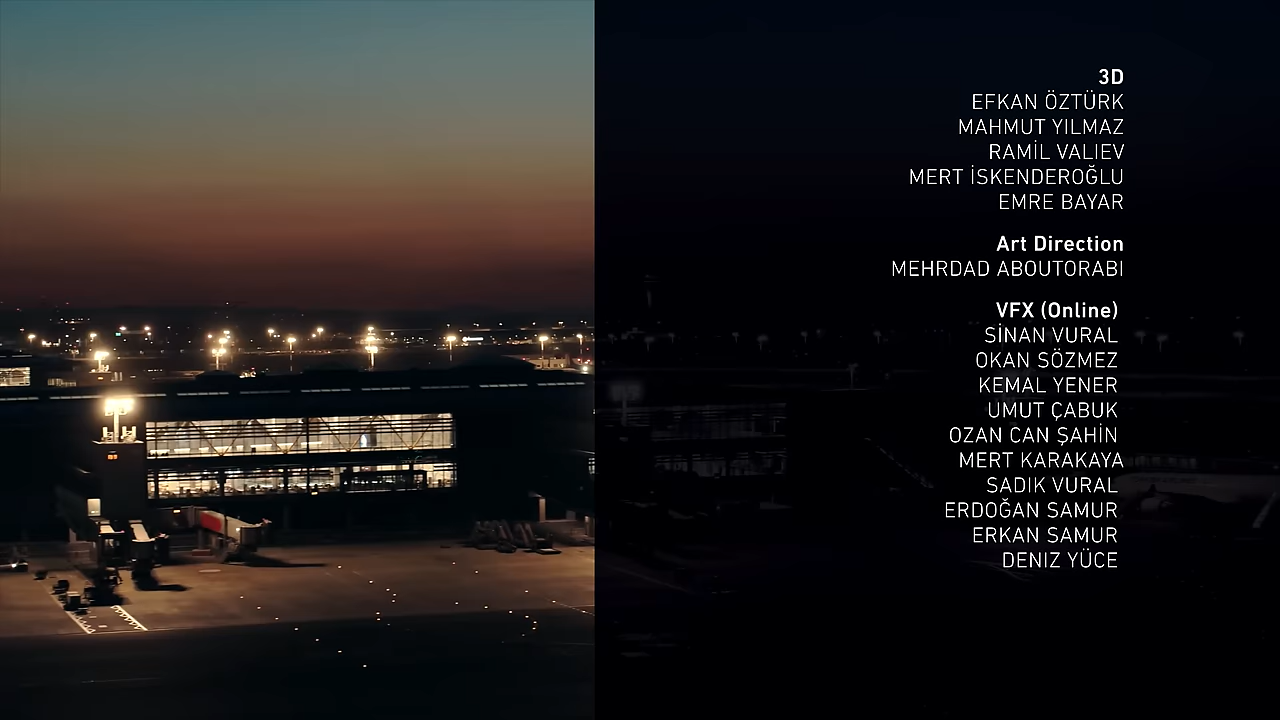 3D
EFKAN ÖZTÜRK
MAHMUT YILMAZ
RAMİL VALIEV
MERT İSKENDEROĞLU
EMRE BAYAR
Art Direction
MEHRDAD ABOUTORABI
VFX (Online)
SİNAN VURAL
OKAN SÖZMEZ
KEMAL YENER
UMUT ÇABUK
OZAN CAN ŞAHİN
MERT KARAKAYA
SADIK VURAL
ERDOĞAN SAMUR
ERKAN SAMUR
DENIZ YÜCE